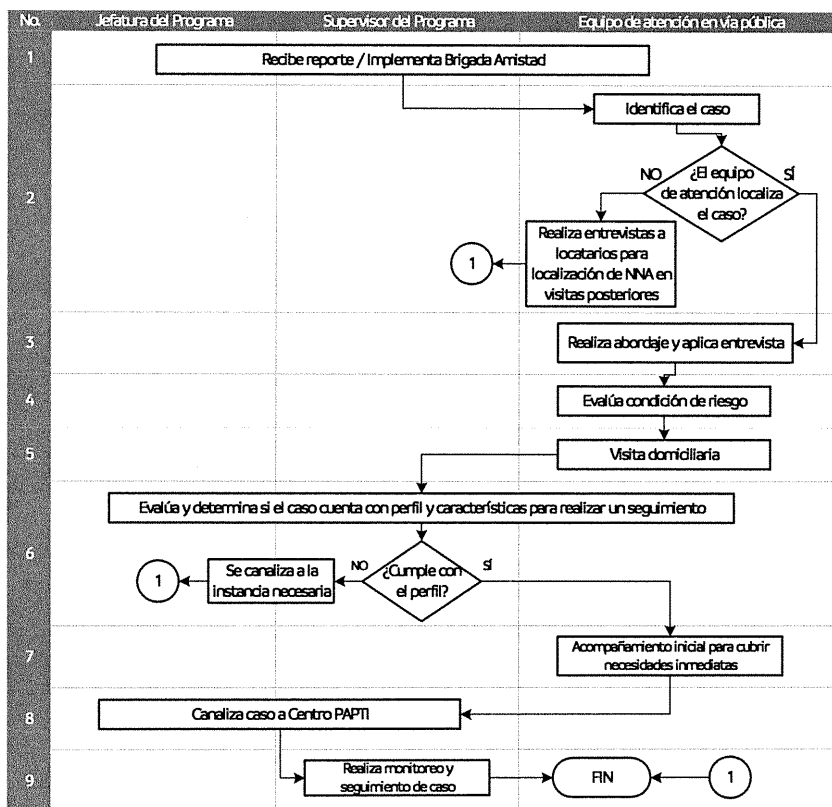 No. Jefatura del Programa Supervisor del Programa Equipo de atención en vía pública
1
Recibe reporte / Implementa Brigada Amistad
Identifica el caso
2
NO
¿El equipo
de atención localiza
el caso?
SÍ
Realiza entrevistas a
locatarios para
localización de NNA en
visitas posteriores
1
3
Realiza abordaje y aplica entrevista
4
Evalúa condición de riesgo
5
Visita domiciliaria
Evalúa y determina si el caso cuenta con perfil y características para realizar un seguimiento
6
1
Se canaliza a la
instancia necesaria
NO
¿Cumple con
el perfil?
SÍ
7
Acompañamiento inicial para cubrir
necesidades inmediatas
8
Canaliza caso a Centro PAPTI
9
Realiza monitoreo y
seguimiento de caso
FIN
1